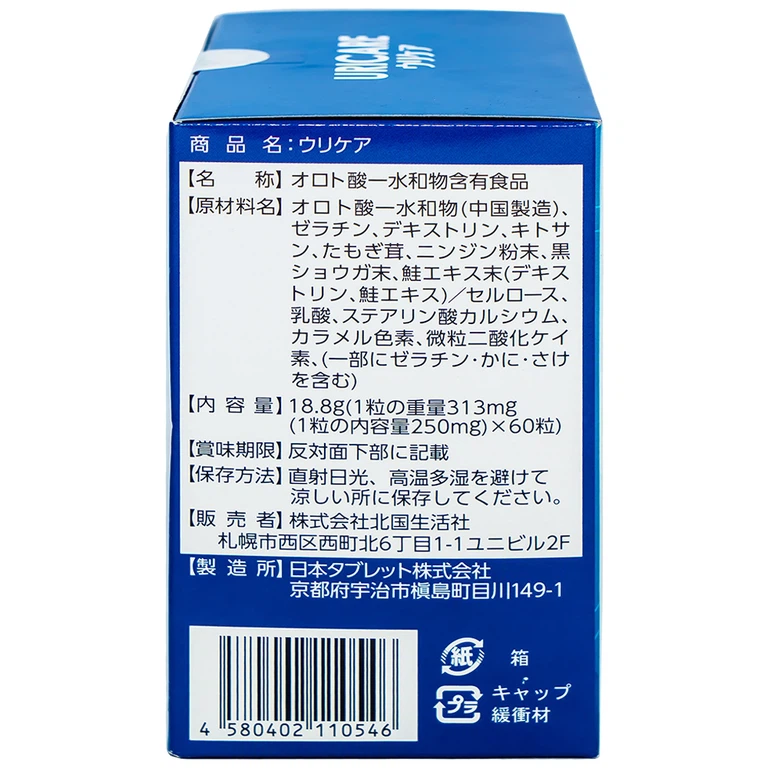 URICARE
ウリケア
商品名:ウリケア
【名称】オロト酸一水和物含有食品
【原材料名】オロト酸一水和物(中国製造)、
ゼラチン、デキストリン、キトサ
ン、たもぎ茸、ニンジン粉末、黒
ショウガ末、鮭エキス末(デキス
トリン、鮭エキス)/セルロース、
乳酸、ステアリン酸カルシウム、
カラメル色素、微粒二酸化ケイ
素、(一部にゼラチン・かに・さけ
を含む)
【内容量】18.8g(1粒の重量313mg
(1粒の内容量250mg)×60粒)
【賞味期限】反対面下部に記載
【保存方法】直射日光、高温多湿を避けて
涼しい所に保存してください。
【販売者】株式会社北国生活社
札幌市西区西町北6丁目1-1ユニビル2F
【製造所】日本タブレット株式会社
京都府宇治市槇島町目川149-1
紙 箱
プラ キャップ
緩衝材
4 580402 110546